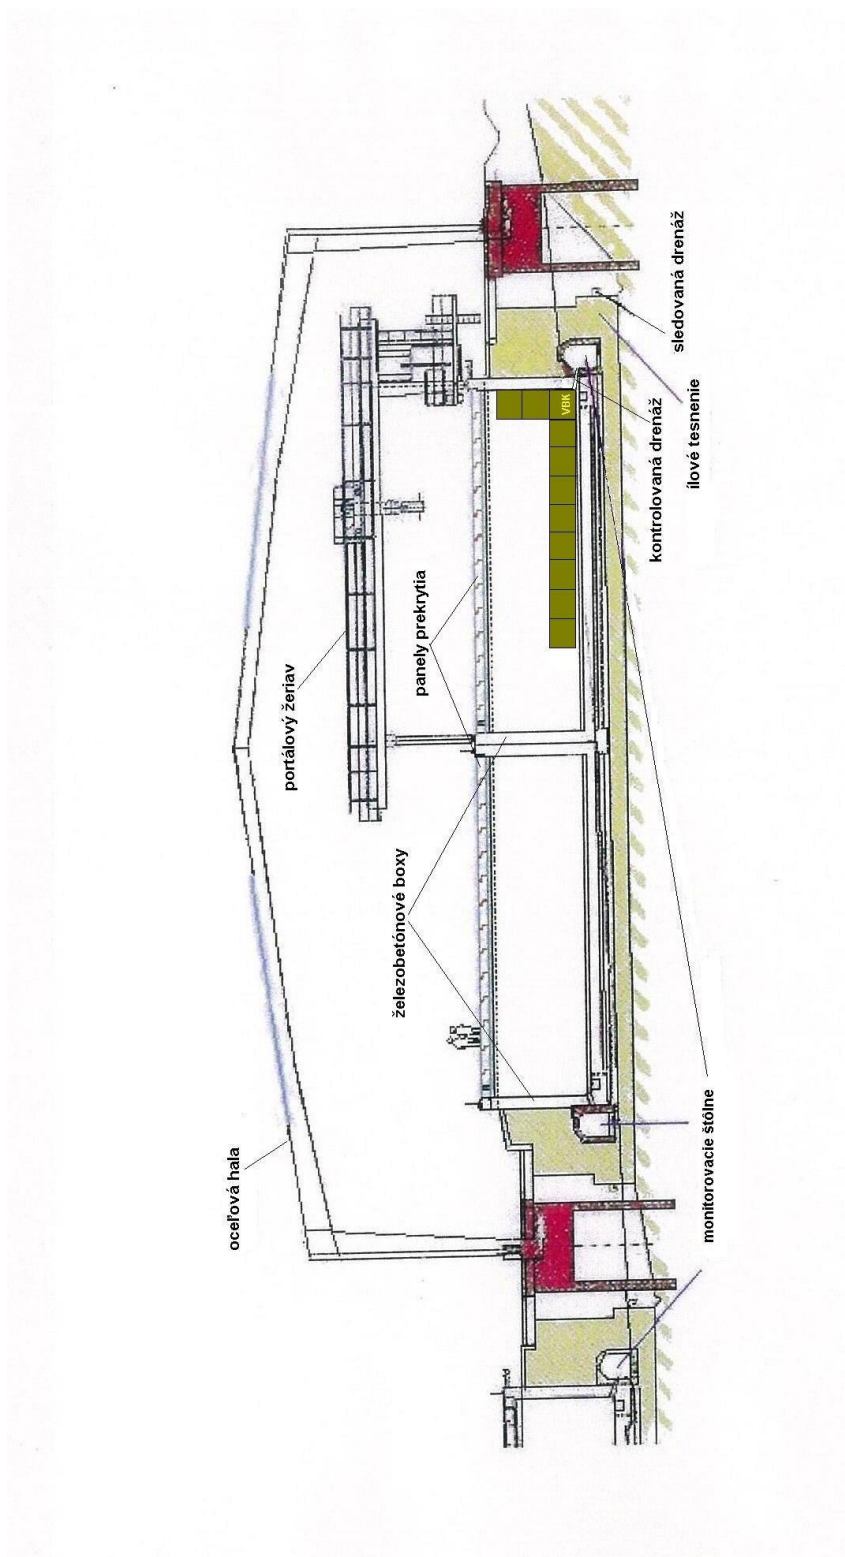 oceľová hala
portálový žeriav
železobetónové boxy
panely prekrytia
VBK
monitorovacie štôlne
kontrolovaná drenáž
sledovaná drenáž
ílové tesnenie